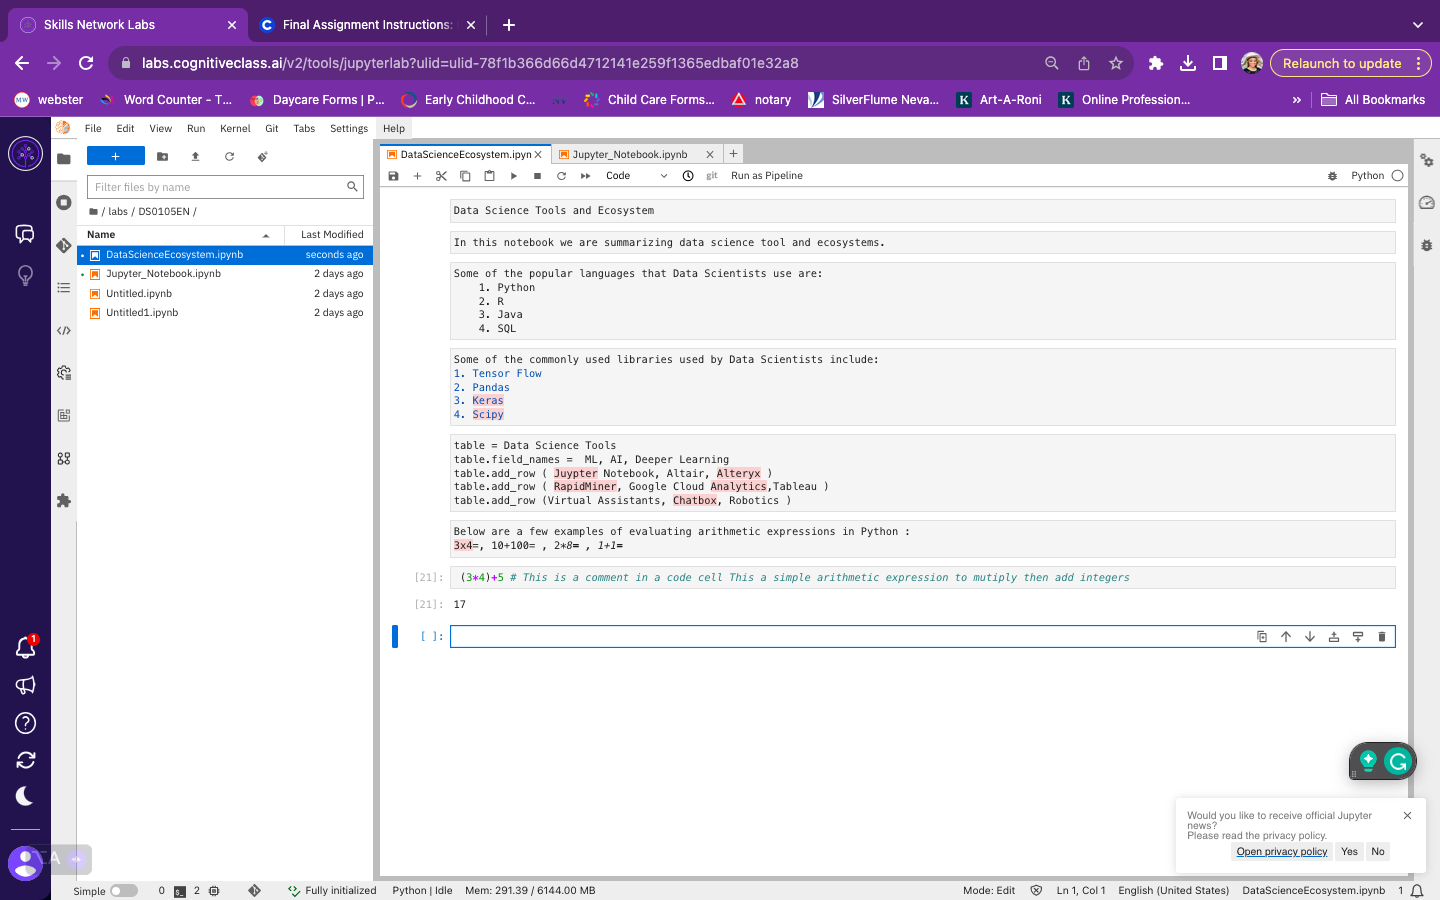 Skills Network Labs
Final Assignment Instructions:
labs.cognitiveclass.ai/v2/tools/jupyterlab?ulid=ulid-78f1b366d66d4712141e259f1365edbaf01e32a8
Relaunch to update
webster
Word Counter - T...
Daycare Forms | P...
Early Childhood C...
Child Care Forms...
notary
SilverFlume Neva...
K Art-A-Roni
K Online Profession...
»
All Bookmarks
File Edit View Run Kernel Git Tabs Settings Help
Filter files by name
/ labs / DS0105EN /
Name Last Modified
DataScienceEcosystem.ipynb seconds ago
Jupyter_Notebook.ipynb 2 days ago
Untitled.ipynb 2 days ago
Untitled1.ipynb 2 days ago
DataScienceEcosystem.ipyn
Jupyter_Notebook.ipynb
Code git Run as Pipeline Python
Data Science Tools and Ecosystem
In this notebook we are summarizing data science tool and ecosystems.
Some of the popular languages that Data Scientists use are:
1. Python
2. R
3. Java
4. SQL
Some of the commonly used libraries used by Data Scientists include:
1. Tensor Flow
2. Pandas
3. Keras
4. Scipy
table = Data Science Tools
table.field_names =  ML, AI, Deeper Learning
table.add_row ( Juypter Notebook, Altair, Alteryx )
table.add_row ( RapidMiner, Google Cloud Analytics,Tableau )
table.add_row (Virtual Assistants, Chatbox, Robotics )
Below are a few examples of evaluating arithmetic expressions in Python :
3x4=, 10+100= , 2*8= , 1+1=
[21]: (3*4)+5 # This is a comment in a code cell This a simple arithmetic expression to mutiply then add integers
[21]: 17
[ ]:
1
Would you like to receive official Jupyter
news?
Please read the privacy policy.
Open privacy policy Yes No
Simple 0 2 Fully initialized Python | Idle Mem: 291.39 / 6144.00 MB Mode: Edit Ln 1, Col 1 English (United States) DataScienceEcosystem.ipynb 1